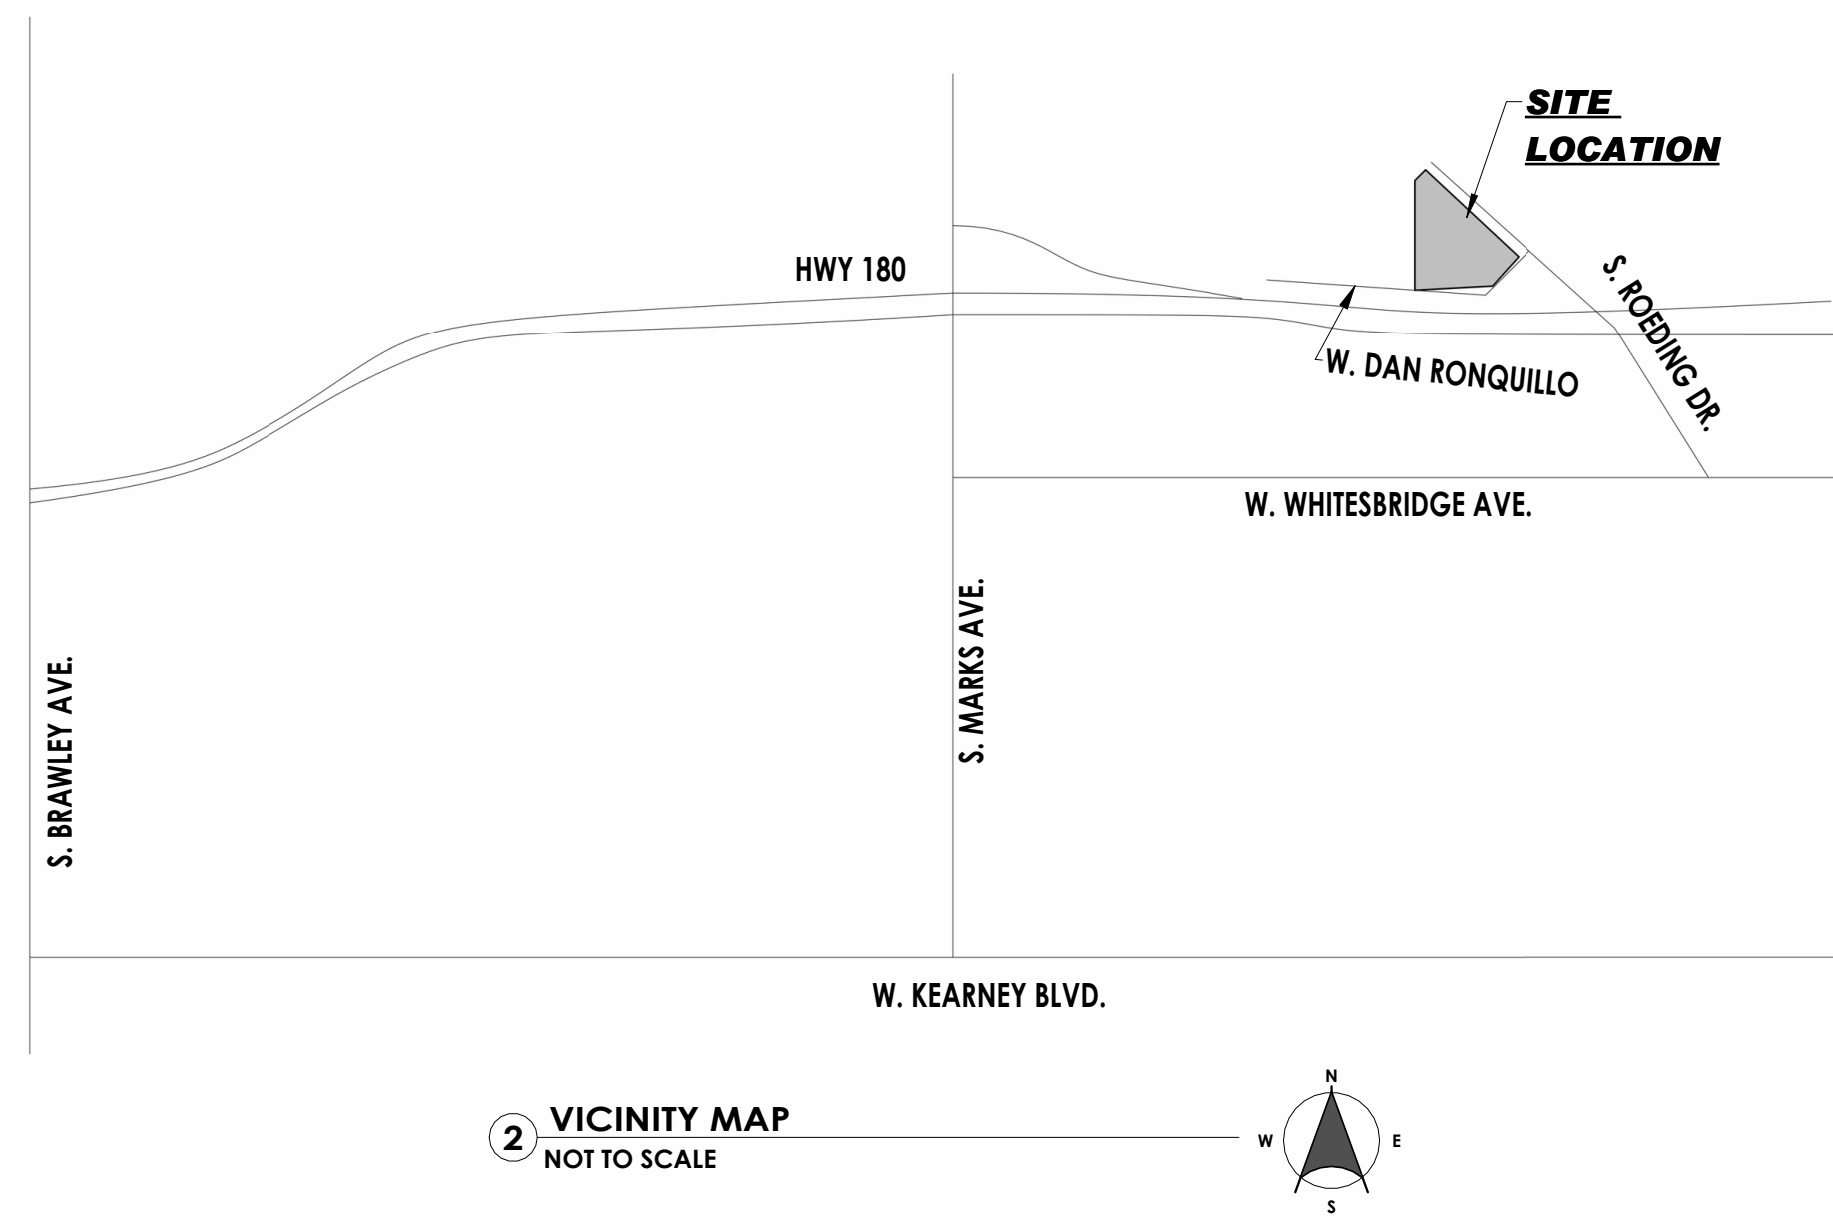 SITE
LOCATION
HWY 180
S. ROEDING DR.
W. DAN RONQUILLO
W. WHITESBRIDGE AVE.
S. MARKS AVE.
S. BRAWLEY AVE.
W. KEARNEY BLVD.
2
VICINITY MAP
NOT TO SCALE
N
W E
S